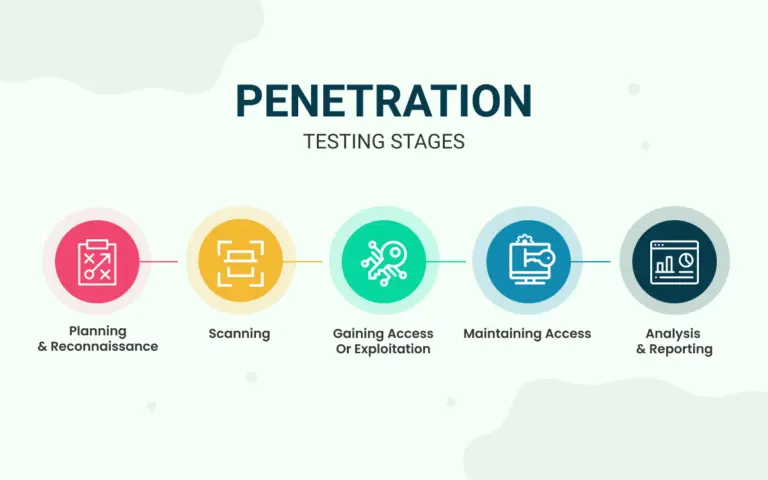 PENETRATION
TESTING STAGES
Planning
& Reconnaissance
Scanning
Gaining Access
Or Exploitation
Maintaining Access
Analysis
& Reporting